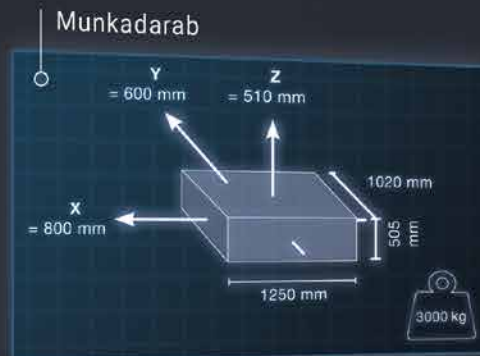 Munkadarab
Y
= 600 mm
Z
= 510 mm
X
= 800 mm
1020 mm
505
mm
1250 mm
3000 kg